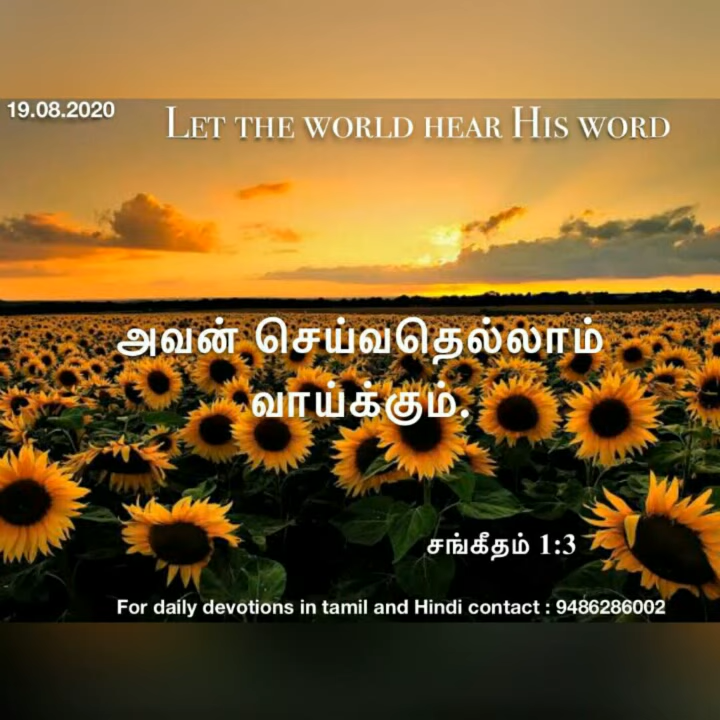 19.08.2020
LET THE WORLD HEAR HIS WORD
அவன் செய்வதெல்லாம்
வாய்க்கும்.
சங்கீதம் 1:3
For daily devotions in tamil and Hindi contact : 9486286002